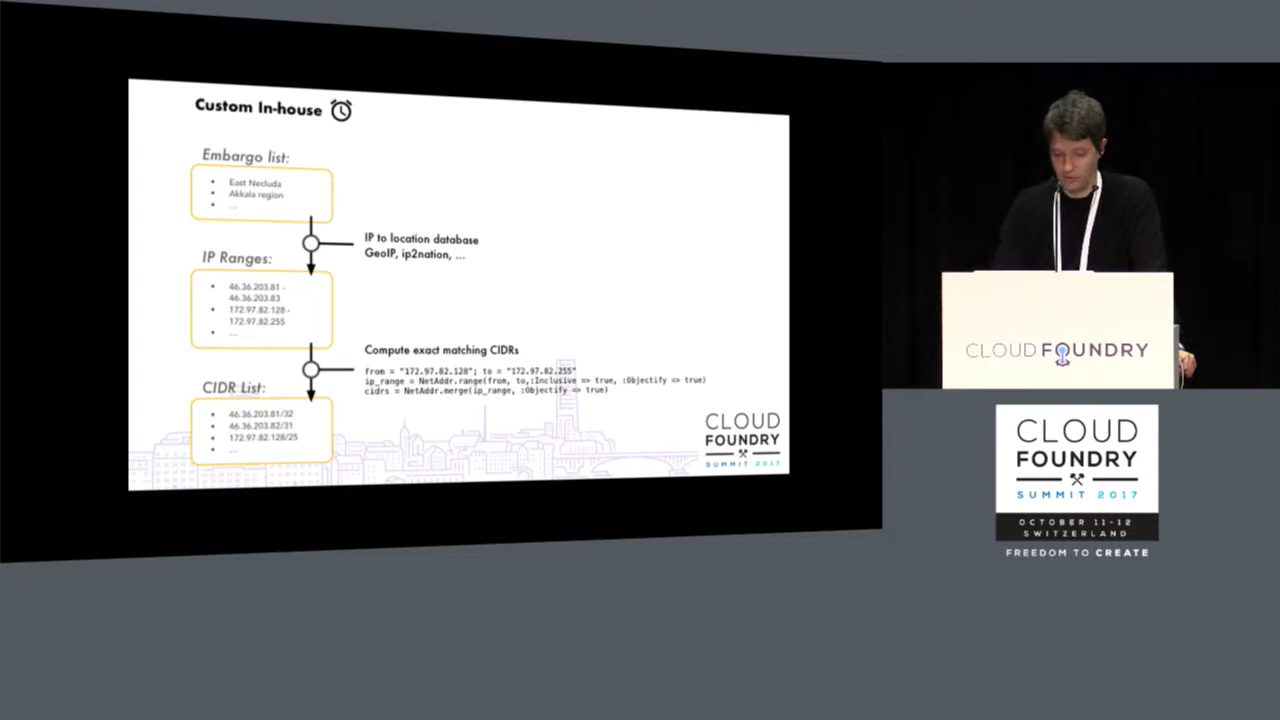 Custom In-house
Embargo list:
• East Necluda
• Akkala region
• ...
IP to location database
GeoIP, ip2nation, ...
IP Ranges:
• 46.36.203.81 -
46.36.203.83
• 172.97.82.128 -
172.97.82.255
• ...
Compute exact matching CIDRs
from = "172.97.82.128"; to = "172.97.82.255"
ip_range = NetAddr.range(from, to,:Inclusive => true, :Objectify => true)
cidrs = NetAddr.merge(ip_range, :Objectify => true)
CIDR List:
• 46.36.203.81/32
• 46.36.203.82/31
• 172.97.82.128/25
• ...
CLOUD
FOUNDRY
SUMMIT 2017
CLOUD FOUNDRY
CLOUD
FOUNDRY
SUMMIT 2017
OCTOBER 11-12
SWITZERLAND
FREEDOM TO CREATE